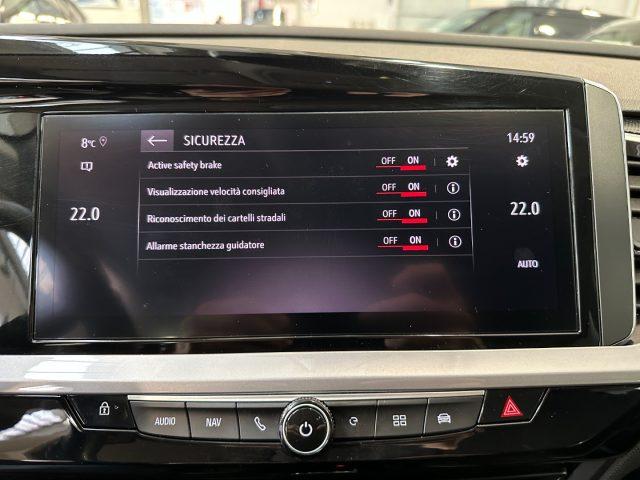 8°C
SICUREZZA
14:59
Active safety brake OFF ON
Visualizzazione velocità consigliata OFF ON
Riconoscimento dei cartelli stradali OFF ON
Allarme stanchezza guidatore OFF ON
22.0
22.0
AUTO
AUDIO
NAV